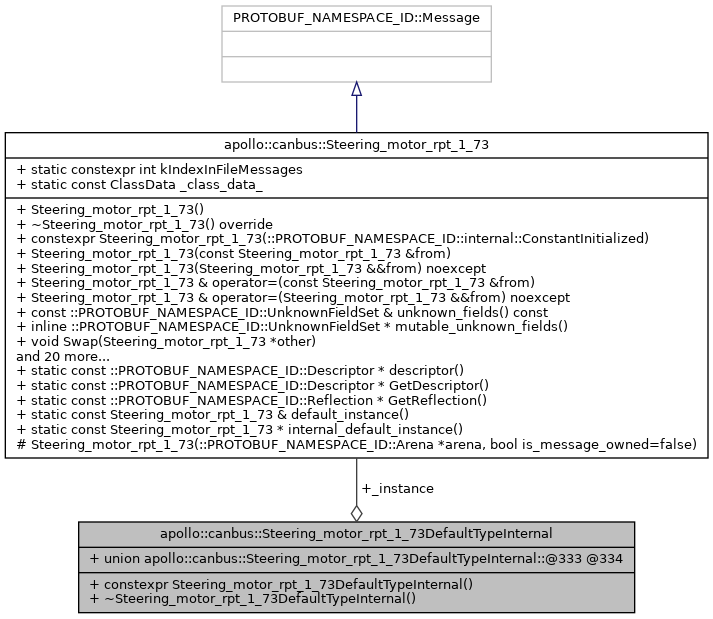 PROTOBUF_NAMESPACE_ID::Message
apollo::canbus::Steering_motor_rpt_1_73
+ static constexpr int kIndexInFileMessages
+ static const ClassData _class_data_
+ Steering_motor_rpt_1_73()
+ ~Steering_motor_rpt_1_73() override
+ constexpr Steering_motor_rpt_1_73(::PROTOBUF_NAMESPACE_ID::internal::ConstantInitialized)
+ Steering_motor_rpt_1_73(const Steering_motor_rpt_1_73 &from)
+ Steering_motor_rpt_1_73(Steering_motor_rpt_1_73 &&from) noexcept
+ Steering_motor_rpt_1_73 & operator=(const Steering_motor_rpt_1_73 &from)
+ Steering_motor_rpt_1_73 & operator=(Steering_motor_rpt_1_73 &&from) noexcept
+ const ::PROTOBUF_NAMESPACE_ID::UnknownFieldSet & unknown_fields() const
+ inline ::PROTOBUF_NAMESPACE_ID::UnknownFieldSet * mutable_unknown_fields()
+ void Swap(Steering_motor_rpt_1_73 *other)
and 20 more...
+ static const ::PROTOBUF_NAMESPACE_ID::Descriptor * descriptor()
+ static const ::PROTOBUF_NAMESPACE_ID::Descriptor * GetDescriptor()
+ static const ::PROTOBUF_NAMESPACE_ID::Reflection * GetReflection()
+ static const Steering_motor_rpt_1_73 & default_instance()
+ static const Steering_motor_rpt_1_73 * internal_default_instance()
# Steering_motor_rpt_1_73(::PROTOBUF_NAMESPACE_ID::Arena *arena, bool is_message_owned=false)
+_instance
apollo::canbus::Steering_motor_rpt_1_73DefaultTypeInternal
+ union apollo::canbus::Steering_motor_rpt_1_73DefaultTypeInternal::@333 @334
+ constexpr Steering_motor_rpt_1_73DefaultTypeInternal()
+ ~Steering_motor_rpt_1_73DefaultTypeInternal()